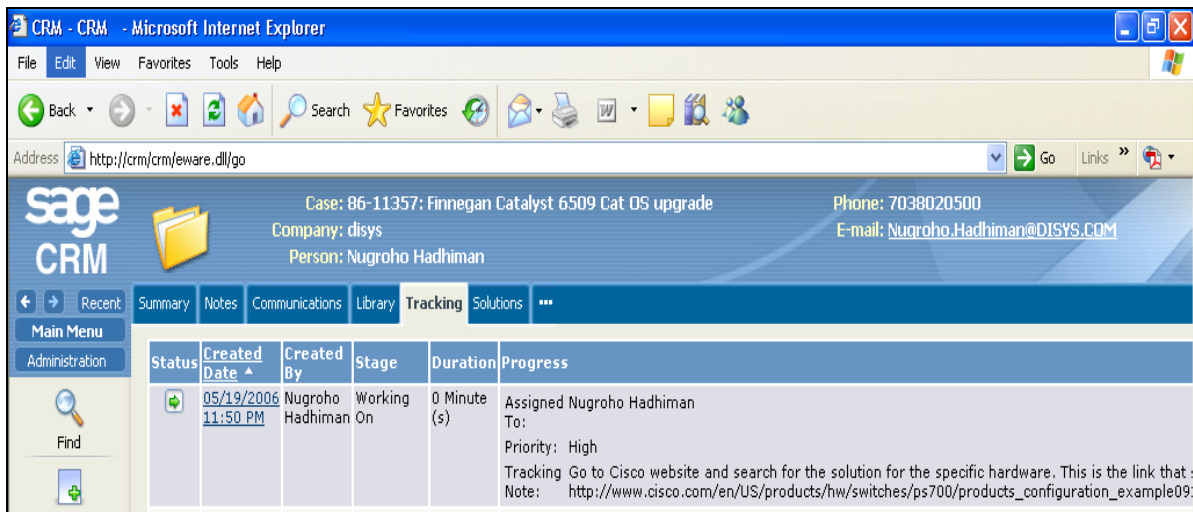 CRM - CRM - Microsoft Internet Explorer
File Edit View Favorites Tools Help
Back Search Favorites
Address http://crm/crm/eware.dll/go Go Links »
sage CRM
Case: 86-11357: Finnegan Catalyst 6509 Cat OS upgrade
Company: disys
Person: Nugroho Hadhiman
Phone: 7038020500
E-mail: Nugroho.Hadhiman@DISYS.COM
Recent
Main Menu
Administration
Find
Summary Notes Communications Library Tracking Solutions ...
Status Created Date Created By Stage Duration Progress
05/19/2006 11:50 PM Nugroho Hadhiman Working On 0 Minute (s)
Assigned To: Nugroho Hadhiman
Priority: High
Tracking Note: Go to Cisco website and search for the solution for the specific hardware. This is the link that
http://www.cisco.com/en/US/products/hw/switches/ps700/products_configuration_example09